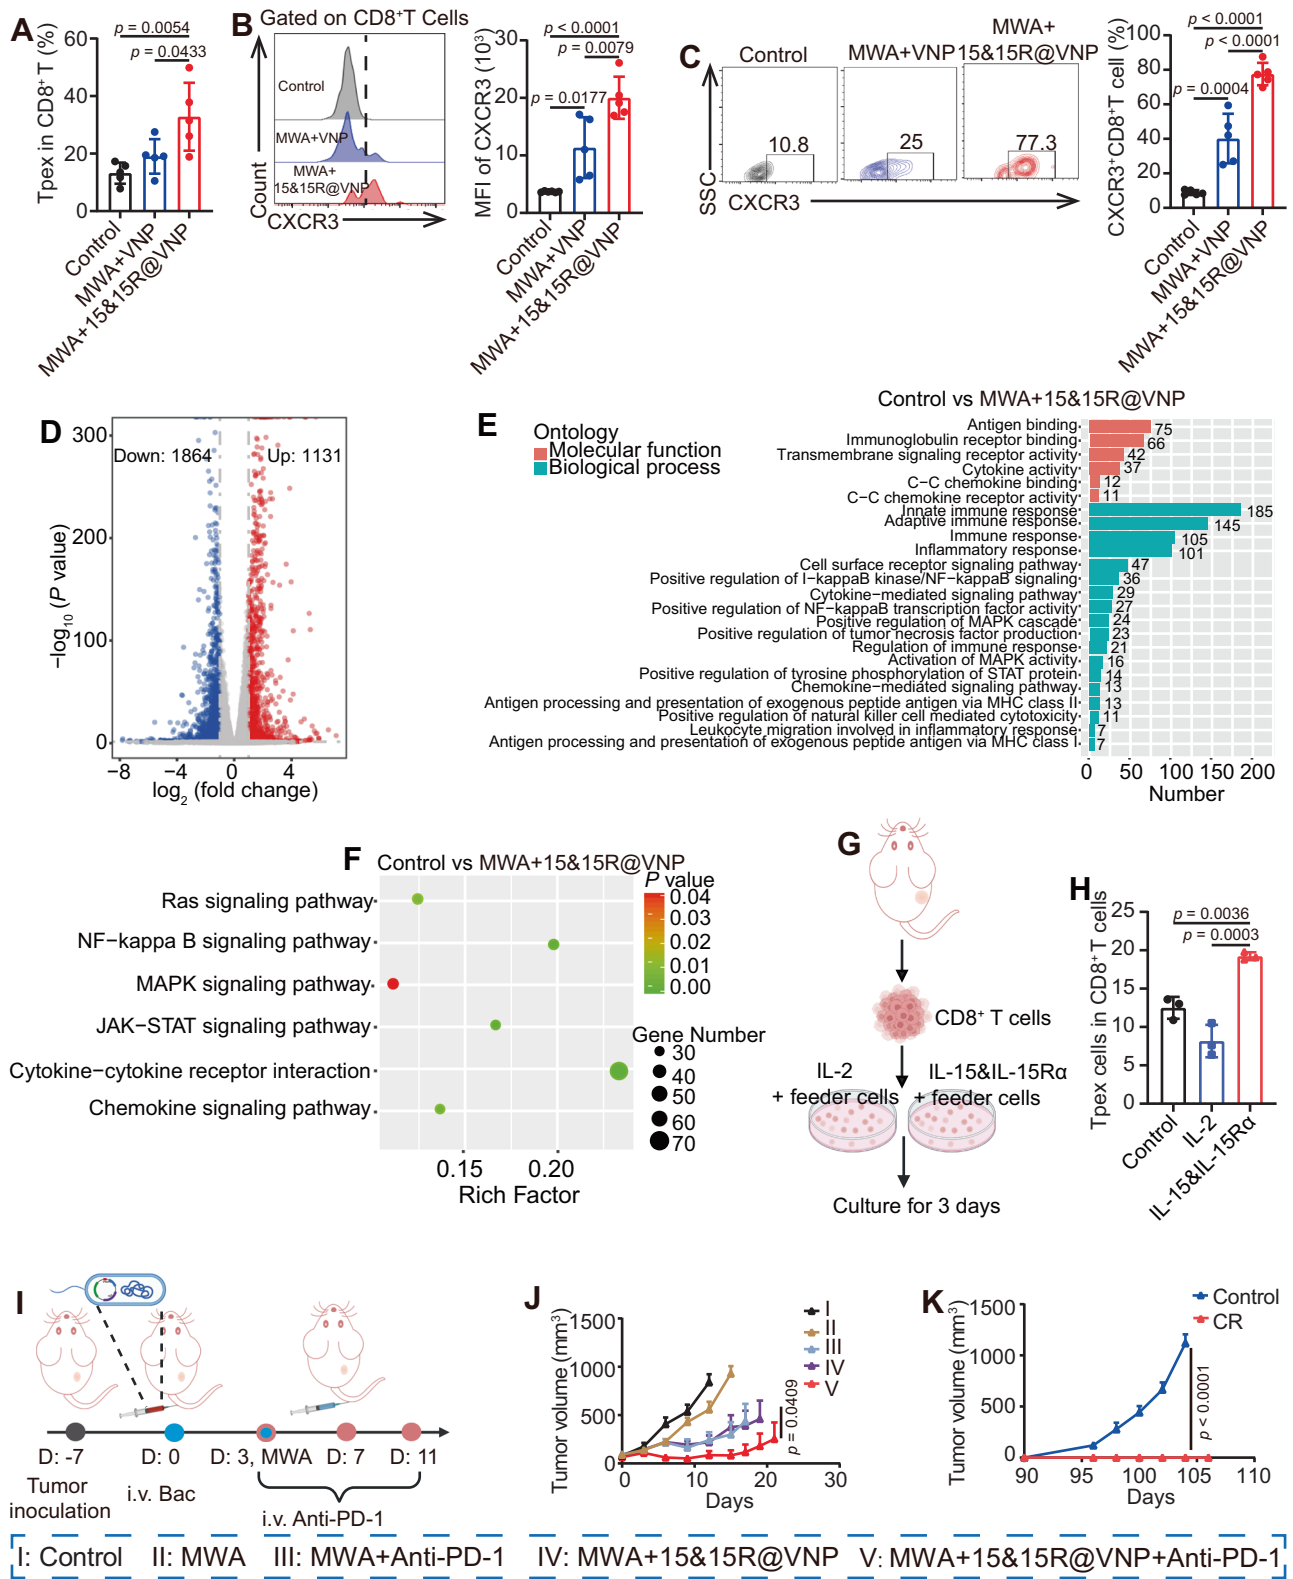 A
Tpex in CD8⁺ T (%)
60
40
20
0
p = 0.0054
p = 0.0433
Control
MWA+VNP
MWA+15&15R@VNP
B
Gated on CD8⁺T Cells
Control
MWA+VNP
MWA+
15&15R@VNP
Count
CXCR3
MFI of CXCR3 (10³)
30
20
10
0
p < 0.0001
p = 0.0079
p = 0.0177
Control
MWA+VNP
MWA+15&15R@VNP
C
Control
MWA+VNP
MWA+
15&15R@VNP
10.8
25
77.3
SSC
CXCR3
CXCR3⁺CD8⁺T cell (%)
100
80
60
40
20
0
p < 0.0001
p < 0.0001
p = 0.0004
Control
MWA+VNP
MWA+15&15R@VNP
D
−log₁₀ (P value)
300
200
100
0
Down: 1864
Up: 1131
−8
−4
0
4
log₂ (fold change)
E
Control vs MWA+15&15R@VNP
Ontology
Molecular function
Biological process
Antigen binding 75
Immunoglobulin receptor binding 66
Transmembrane signaling receptor activity 42
Cytokine activity 37
C−C chemokine binding 12
C−C chemokine receptor activity 11
Innate immune response 185
Adaptive immune response 145
Immune response 105
Inflammatory response 101
Cell surface receptor signaling pathway 47
Positive regulation of I−kappaB kinase/NF−kappaB signaling 36
Cytokine−mediated signaling pathway 29
Positive regulation of NF−kappaB transcription factor activity 27
Positive regulation of MAPK cascade 24
Positive regulation of tumor necrosis factor production 23
Regulation of immune response 21
Activation of MAPK activity 16
Positive regulation of tyrosine phosphorylation of STAT protein 14
Chemokine−mediated signaling pathway 13
Antigen processing and presentation of exogenous peptide antigen via MHC class II 13
Positive regulation of natural killer cell mediated cytotoxicity 11
Leukocyte migration involved in inflammatory response 7
Antigen processing and presentation of exogenous peptide antigen via MHC class I 7
0 50 100 150 200
Number
F
Control vs MWA+15&15R@VNP
Ras signaling pathway
NF−kappa B signaling pathway
MAPK signaling pathway
JAK−STAT signaling pathway
Cytokine−cytokine receptor interaction
Chemokine signaling pathway
0.15 0.20
Rich Factor
P value
0.04
0.03
0.02
0.01
0.00
Gene Number
30
40
50
60
70
G
CD8⁺ T cells
IL-2
+ feeder cells
IL-15&IL-15Rα
+ feeder cells
Culture for 3 days
H
Tpex cells in CD8⁺ T cells
25
20
15
10
5
0
p = 0.0036
p = 0.0003
Control
IL-2
IL-15&IL-15Rα
I
D: -7
D: 0
D: 3, MWA
D: 7
D: 11
Tumor
inoculation
i.v. Bac
i.v. Anti-PD-1
J
Tumor volume (mm³)
1500
1000
500
0
0 10 20 30
Days
I
II
III
IV
V
p = 0.0409
K
Tumor volume (mm³)
1500
1000
500
0
90 95 100 105 110
Days
Control
CR
p < 0.0001
I: Control II: MWA III: MWA+Anti-PD-1 IV: MWA+15&15R@VNP V: MWA+15&15R@VNP+Anti-PD-1